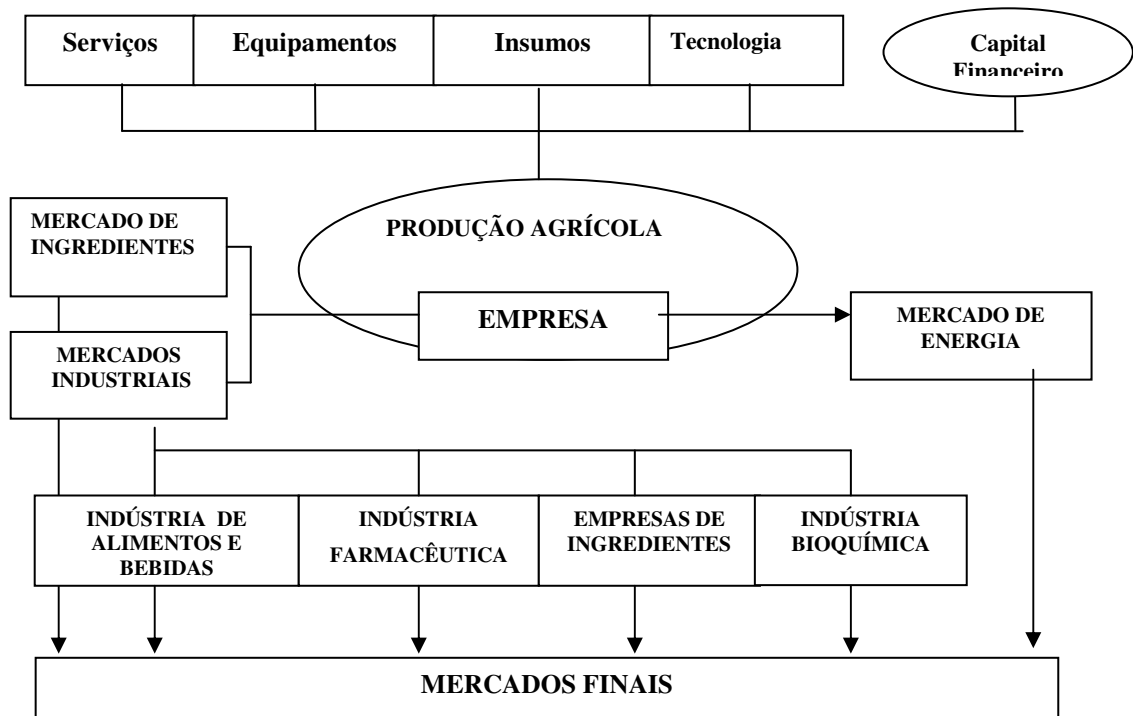 Serviços
Equipamentos
Insumos
Tecnologia
Capital
Financeiro
PRODUÇÃO AGRÍCOLA
MERCADO DE
INGREDIENTES
EMPRESA
MERCADO DE
ENERGIA
MERCADOS
INDUSTRIAIS
INDÚSTRIA DE
ALIMENTOS E
BEBIDAS
INDÚSTRIA
FARMACÊUTICA
EMPRESAS DE
INGREDIENTES
INDÚSTRIA
BIOQUÍMICA
MERCADOS FINAIS